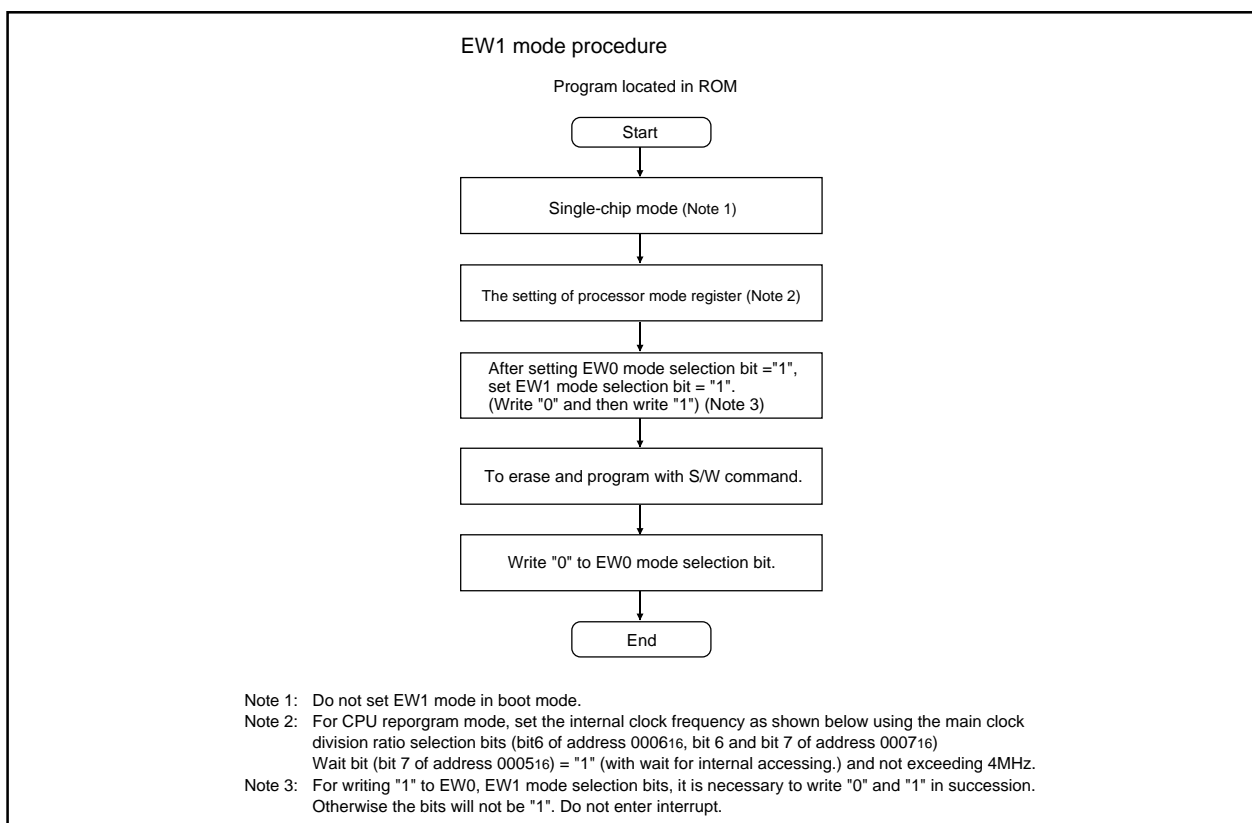 EW1 mode procedure
Program located in ROM
Start
Single-chip mode (Note 1)
The setting of processor mode register (Note 2)
After setting EW0 mode selection bit ="1",
set EW1 mode selection bit = "1".
(Write "0" and then write "1") (Note 3)
To erase and program with S/W command.
Write "0" to EW0 mode selection bit.
End
Note 1: Do not set EW1 mode in boot mode.
Note 2: For CPU reporgram mode, set the internal clock frequency as shown below using the main clock
division ratio selection bits (bit6 of address 000616, bit 6 and bit 7 of address 000716)
Wait bit (bit 7 of address 000516) = "1" (with wait for internal accessing.) and not exceeding 4MHz.
Note 3: For writing "1" to EW0, EW1 mode selection bits, it is necessary to write "0" and "1" in succession.
Otherwise the bits will not be "1". Do not enter interrupt.